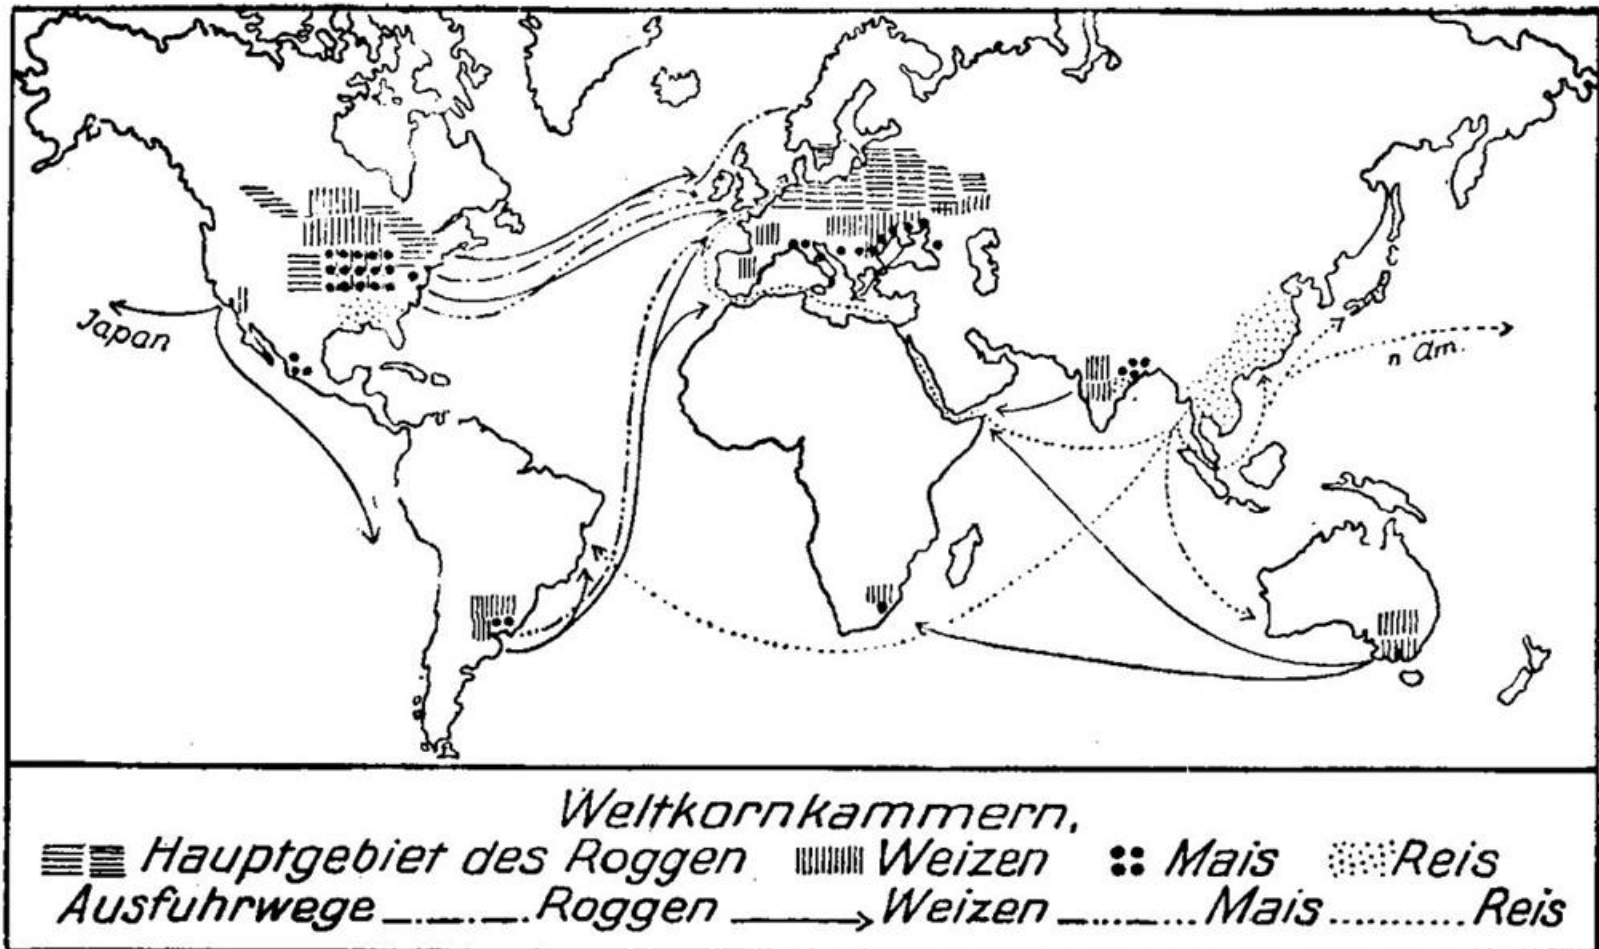 Japan
n Am.
Weltkornkammern,
Hauptgebiet des Roggen Weizen Mais Reis
Ausfuhrwege Roggen Weizen Mais Reis